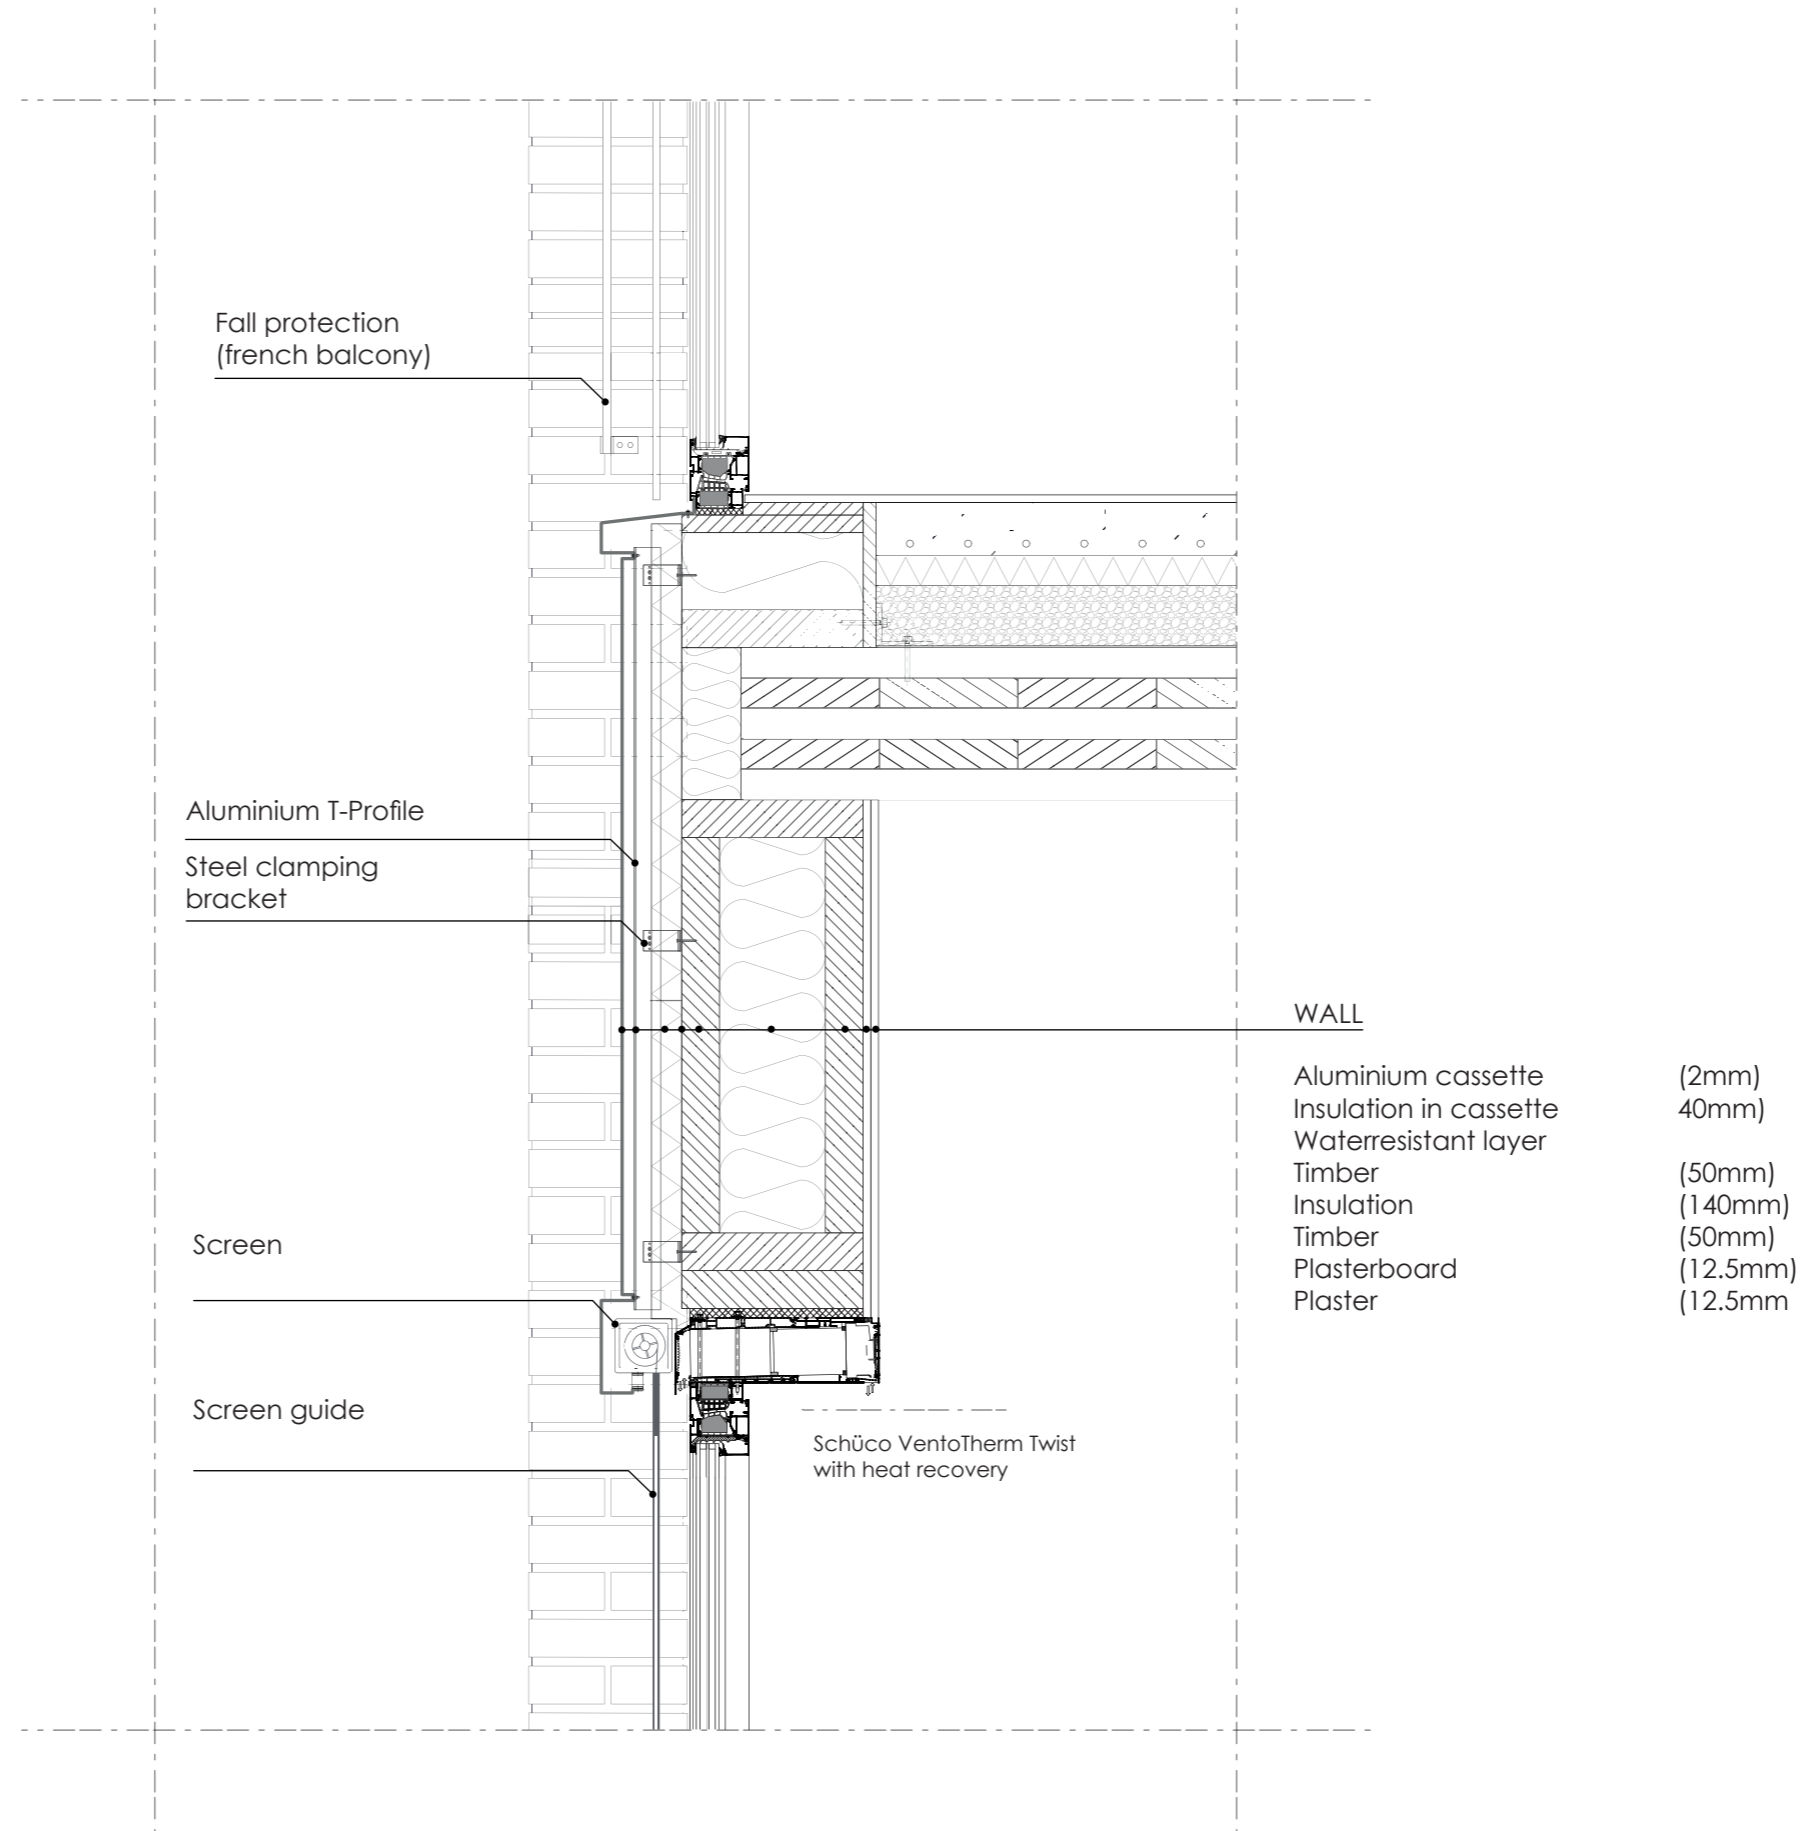 Fall protection
(french balcony)
Aluminium T-Profile
Steel clamping
bracket
WALL
Aluminium cassette (2mm)
Insulation in cassette 40mm)
Waterresistant layer
Timber (50mm)
Insulation (140mm)
Timber (50mm)
Plasterboard (12.5mm)
Plaster (12.5mm
Screen
Screen guide
Schüco VentoTherm Twist
with heat recovery